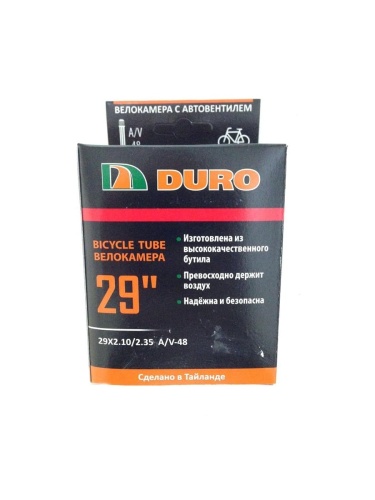 ВЕЛОКАМЕРА С АВТОВЕНТИЛЕМ
A/V
48
DURO
BICYCLE TUBE
ВЕЛОКАМЕРА
29"
• Изготовлена из
высококачественного
бутила
• Превосходно держит
воздух
• Надёжна и безопасна
29X2.10/2.35 A/V-48
Сделано в Тайланде